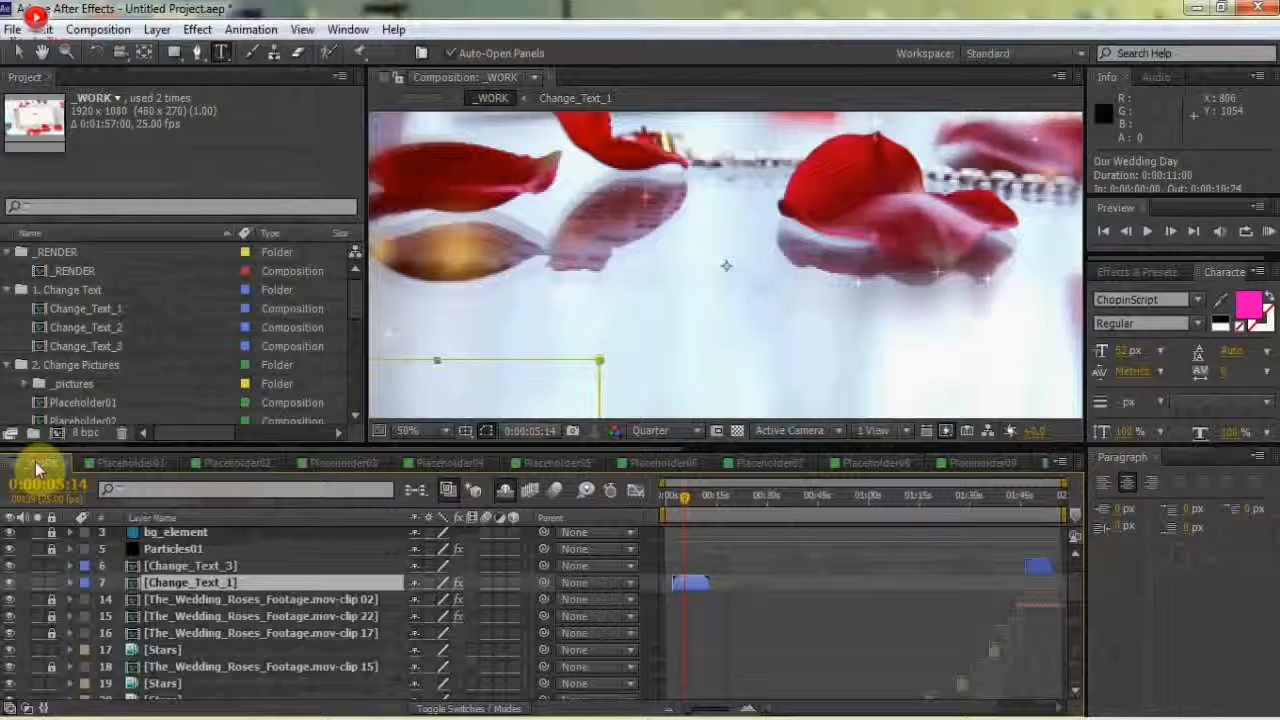 Adobe After Effects - Untitled Project.aep *
File Edit Composition Layer Effect Animation View Window Help
Auto-Open Panels
Workspace: Standard
Search Help
Project
_WORK , used 2 times
1920 x 1080 (480 x 270) (1.00)
Δ 0:01:57:00, 25.00 fps
Name Type Size
_RENDER Folder
_RENDER Composition
1. Change Text Folder
Change_Text_1 Composition
Change_Text_2 Composition
Change_Text_3 Composition
2. Change Pictures Folder
_pictures Folder
Placeholder01 Composition
Placeholder02 Composition
8 bpc
Composition: _WORK
_WORK Change_Text_1
50% 0:00:05:14 Quarter Active Camera 1 View +0.0
Info Audio
R : X : 806
G : Y : 1054
B :
A : 0
Our Wedding Day
Duration: 0:00:11:00
In: 0:00:00:00, Out: 0:00:10:24
Preview
Effects & Presets Characte
ChopinScript
Regular
52 px Auto
Metrics 0
- px
100 % 100 %
Paragraph
0 px 0 px 0 px
0 px 0 px
_WORK Placeholder01 Placeholder02 Placeholder03 Placeholder04 Placeholder05 Placeholder06 Placeholder07 Placeholder08 Placeholder09
0:00:05:14
00139 (25.00 fps)
:00s 00:15s 00:30s 00:45s 01:00s 01:15s 01:30s 01:45s 02
# Layer Name Parent
3 bg_element None
5 Particles01 None
6 [Change_Text_3] None
7 [Change_Text_1] None
14 [The_Wedding_Roses_Footage.mov-clip 02] None
15 [The_Wedding_Roses_Footage.mov-clip 22] None
16 [The_Wedding_Roses_Footage.mov-clip 17] None
17 [Stars] None
18 [The_Wedding_Roses_Footage.mov-clip 15] None
19 [Stars] None
Toggle Switches / Modes